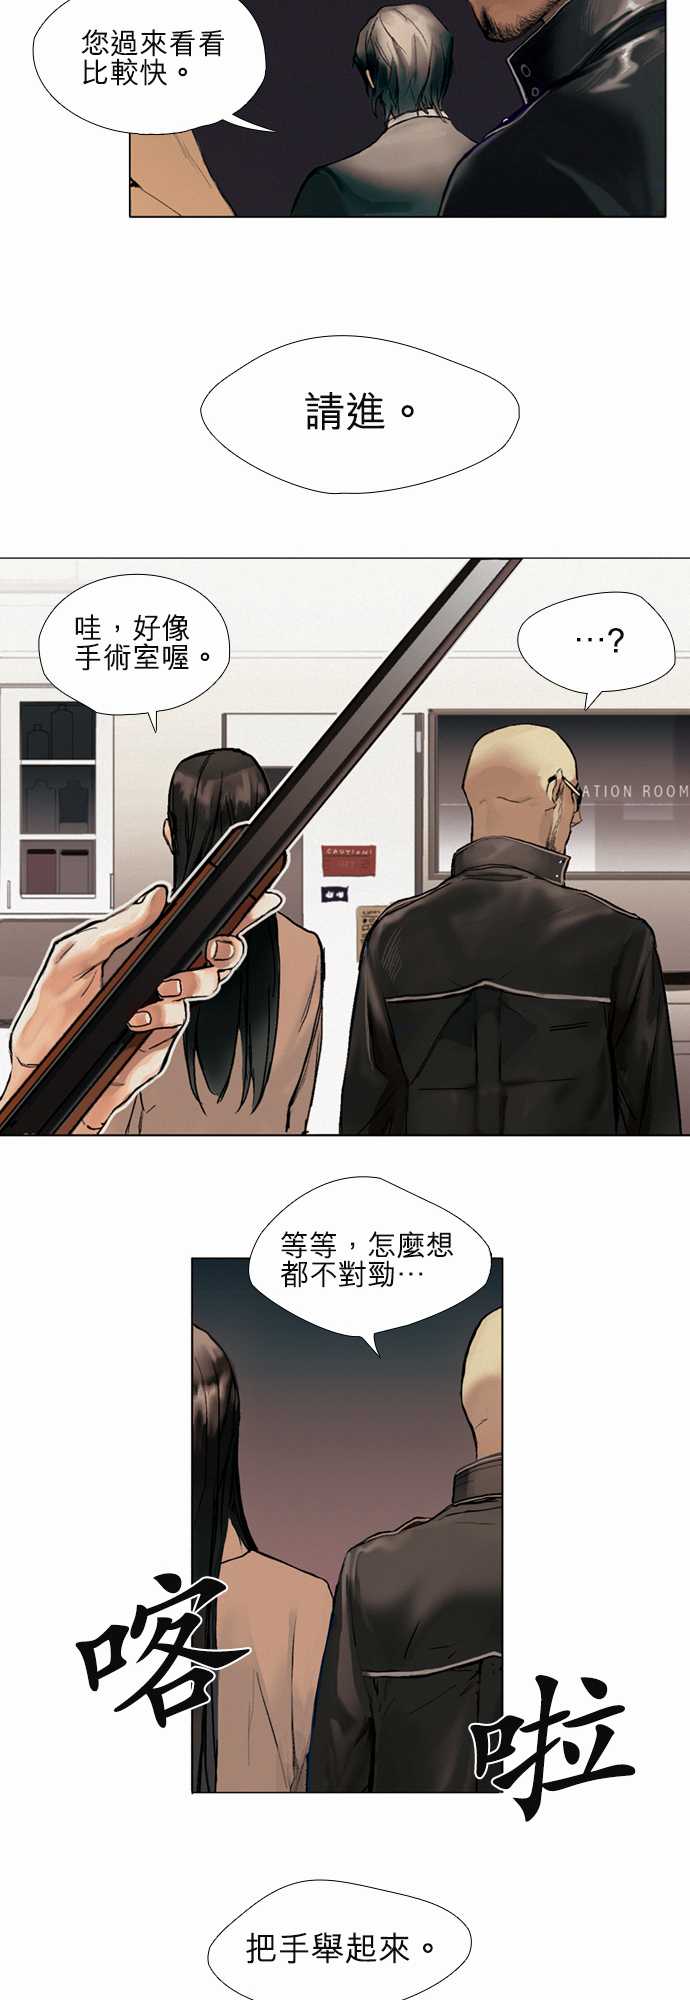 您過來看看
比較快。
請進。
哇，好像
手術室喔。
…?
ATION ROOM
CAUTION!
等等，怎麼想
都不對勁…
喀
啦
把手舉起來。